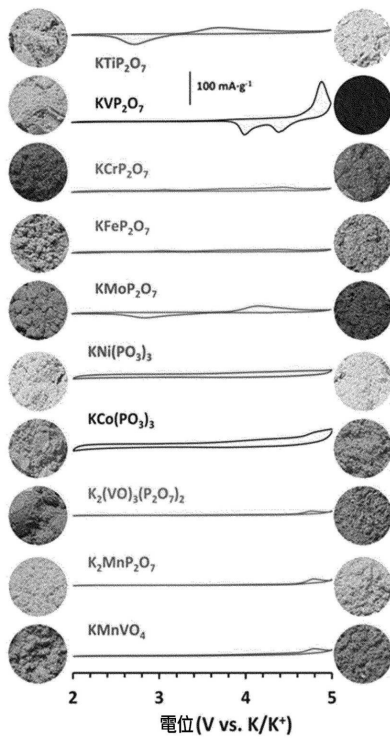 KTiP₂O₇
100 mA·g⁻¹
KVP₂O₇
KCrP₂O₇
KFeP₂O₇
KMoP₂O₇
KNi(PO₃)₃
KCo(PO₃)₃
K₂(VO)₃(P₂O₇)₂
K₂MnP₂O₇
KMnVO₄
2 3 4 5
電位(V vs. K/K⁺)